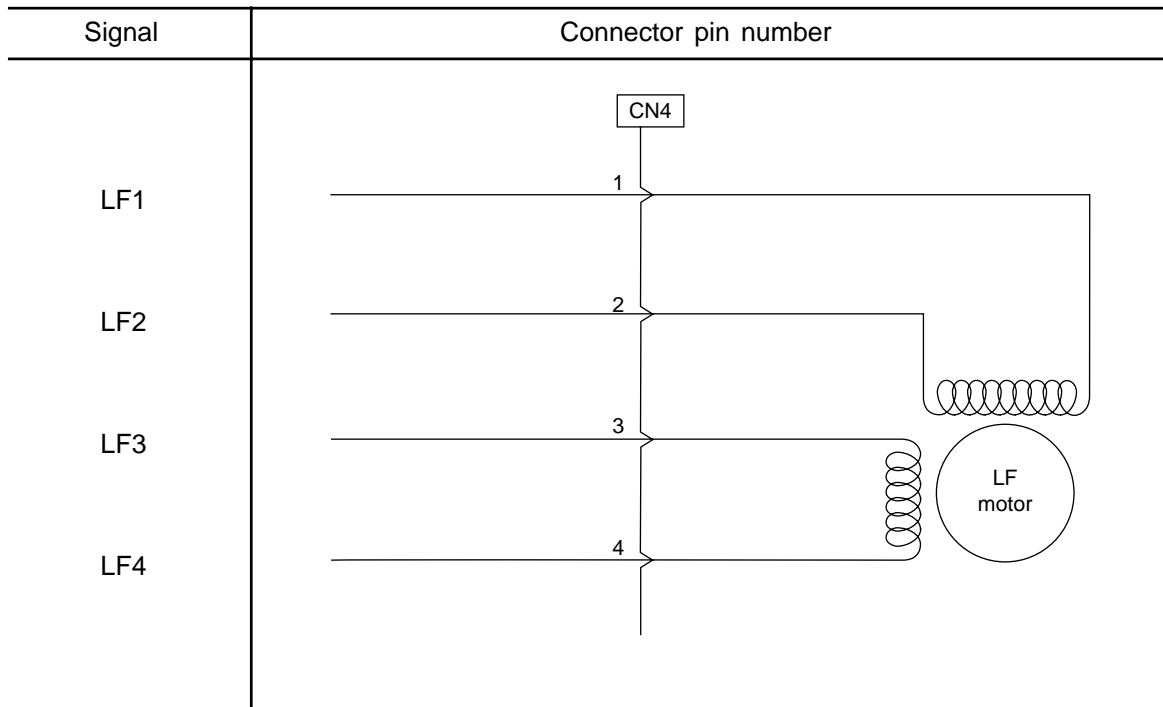 Signal Connector pin number
CN4
LF1 1
LF2 2
LF3 3
LF
motor
LF4 4